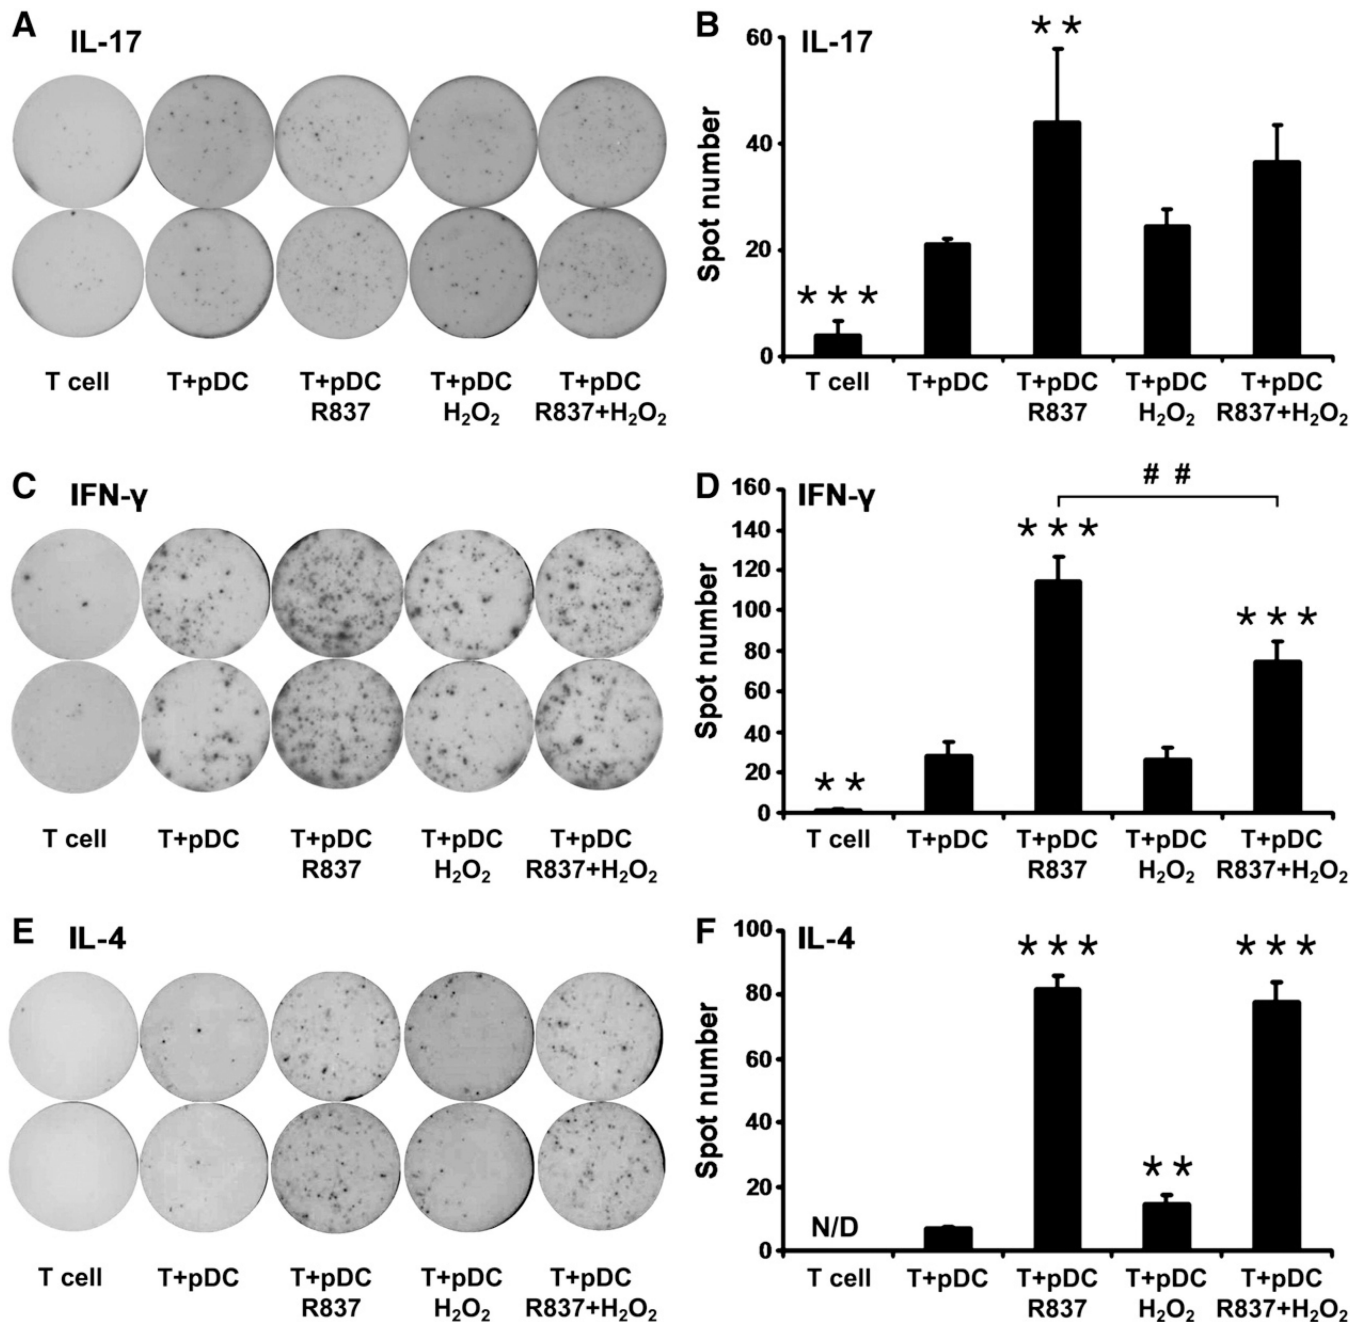 A
IL-17
T cell T+pDC T+pDC T+pDC T+pDC
R837 H₂O₂ R837+H₂O₂
B
IL-17
Spot number
60
40
20
0
* * *
* *
T cell T+pDC T+pDC T+pDC T+pDC
R837 H₂O₂ R837+H₂O₂
C
IFN-γ
T cell T+pDC T+pDC T+pDC T+pDC
R837 H₂O₂ R837+H₂O₂
D
IFN-γ
Spot number
160
140
120
100
80
60
40
20
0
# #
* *
* * *
* * *
T cell T+pDC T+pDC T+pDC T+pDC
R837 H₂O₂ R837+H₂O₂
E
IL-4
T cell T+pDC T+pDC T+pDC T+pDC
R837 H₂O₂ R837+H₂O₂
F
IL-4
Spot number
100
80
60
40
20
0
N/D
* * *
* *
* * *
T cell T+pDC T+pDC T+pDC T+pDC
R837 H₂O₂ R837+H₂O₂